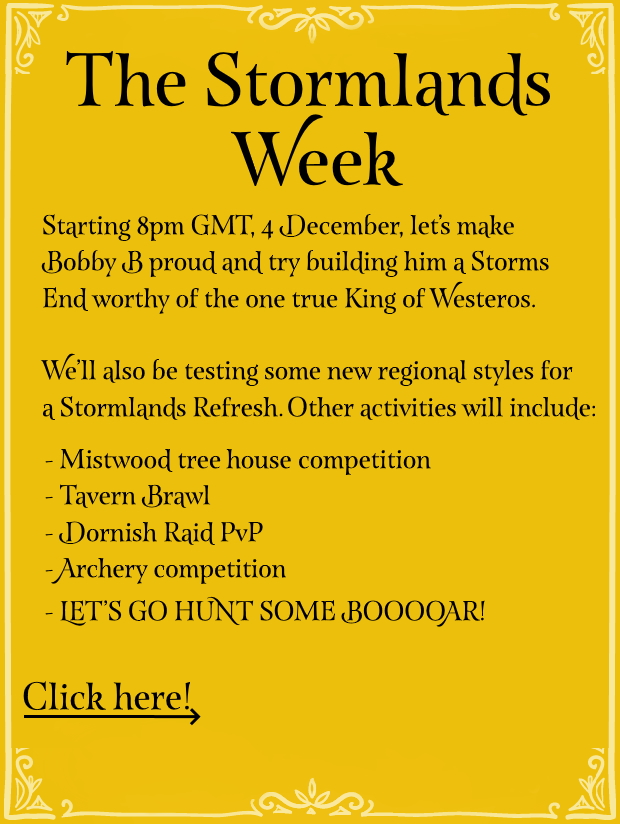 The Stormlands
Week
Starting 8pm GMT, 4 December, let's make
Bobby B proud and try building him a Storms
End worthy of the one true King of Westeros.
We'll also be testing some new regional styles for
a Stormlands Refresh. Other activities will include:
- Mistwood tree house competition
- Tavern Brawl
- Dornish Raid PvP
- Archery competition
- LET'S GO HUNT SOME BOOOOAR!
Click here!